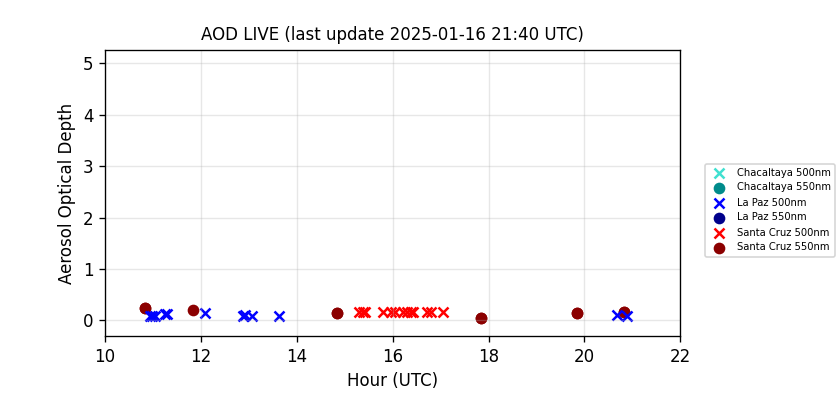 AOD LIVE (last update 2025-01-16 21:40 UTC)
Aerosol Optical Depth
5
4
3
2
1
0
10 12 14 16 18 20 22
Hour (UTC)
Chacaltaya 500nm
Chacaltaya 550nm
La Paz 500nm
La Paz 550nm
Santa Cruz 500nm
Santa Cruz 550nm